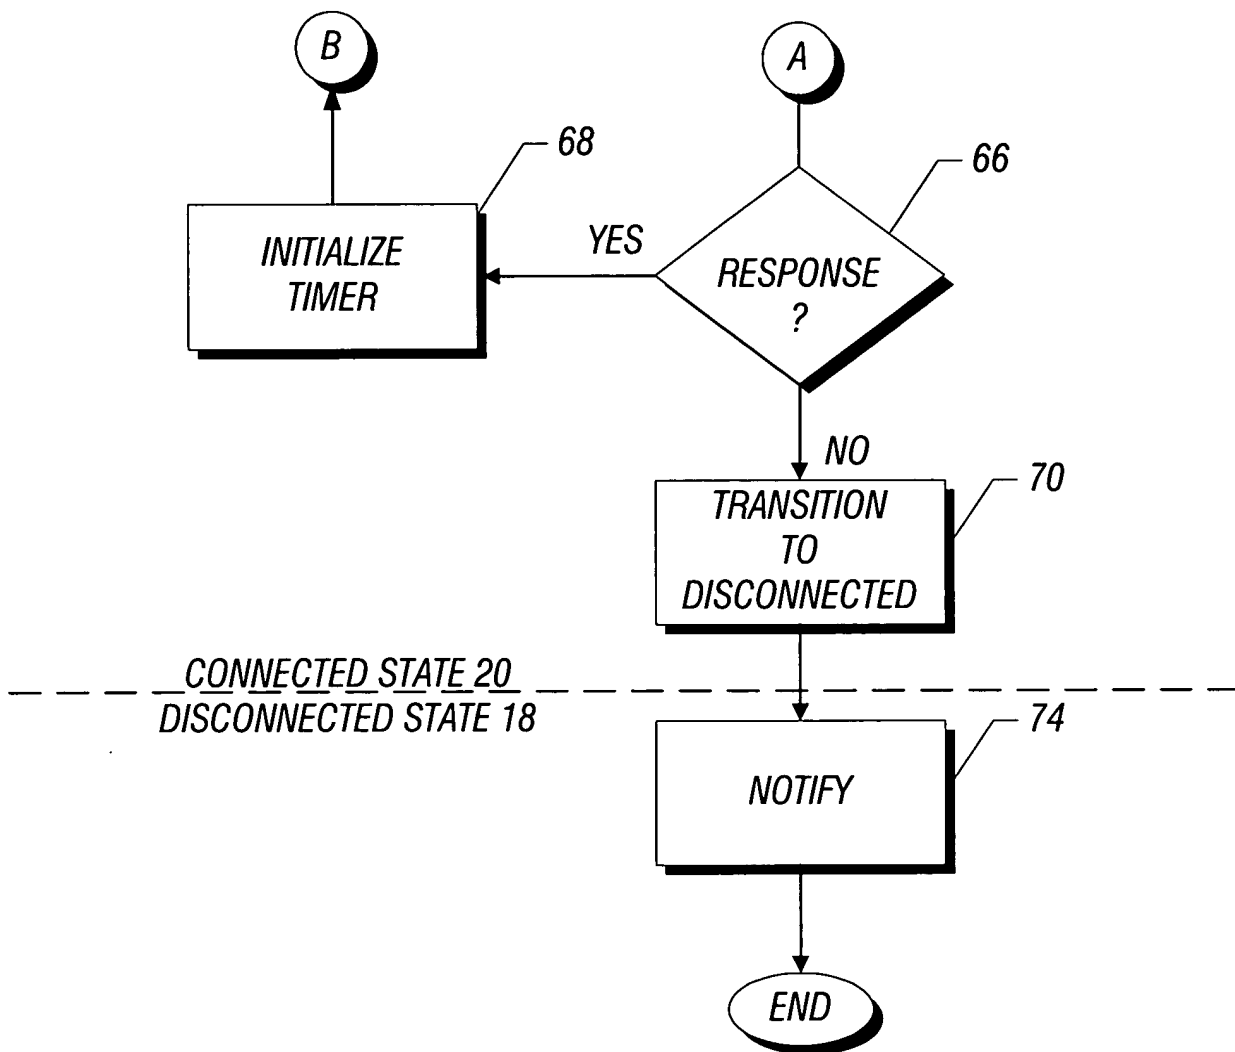 B
A
68
66
INITIALIZE
TIMER
YES
RESPONSE
?
NO
70
TRANSITION
TO
DISCONNECTED
CONNECTED STATE 20
DISCONNECTED STATE 18
74
NOTIFY
END